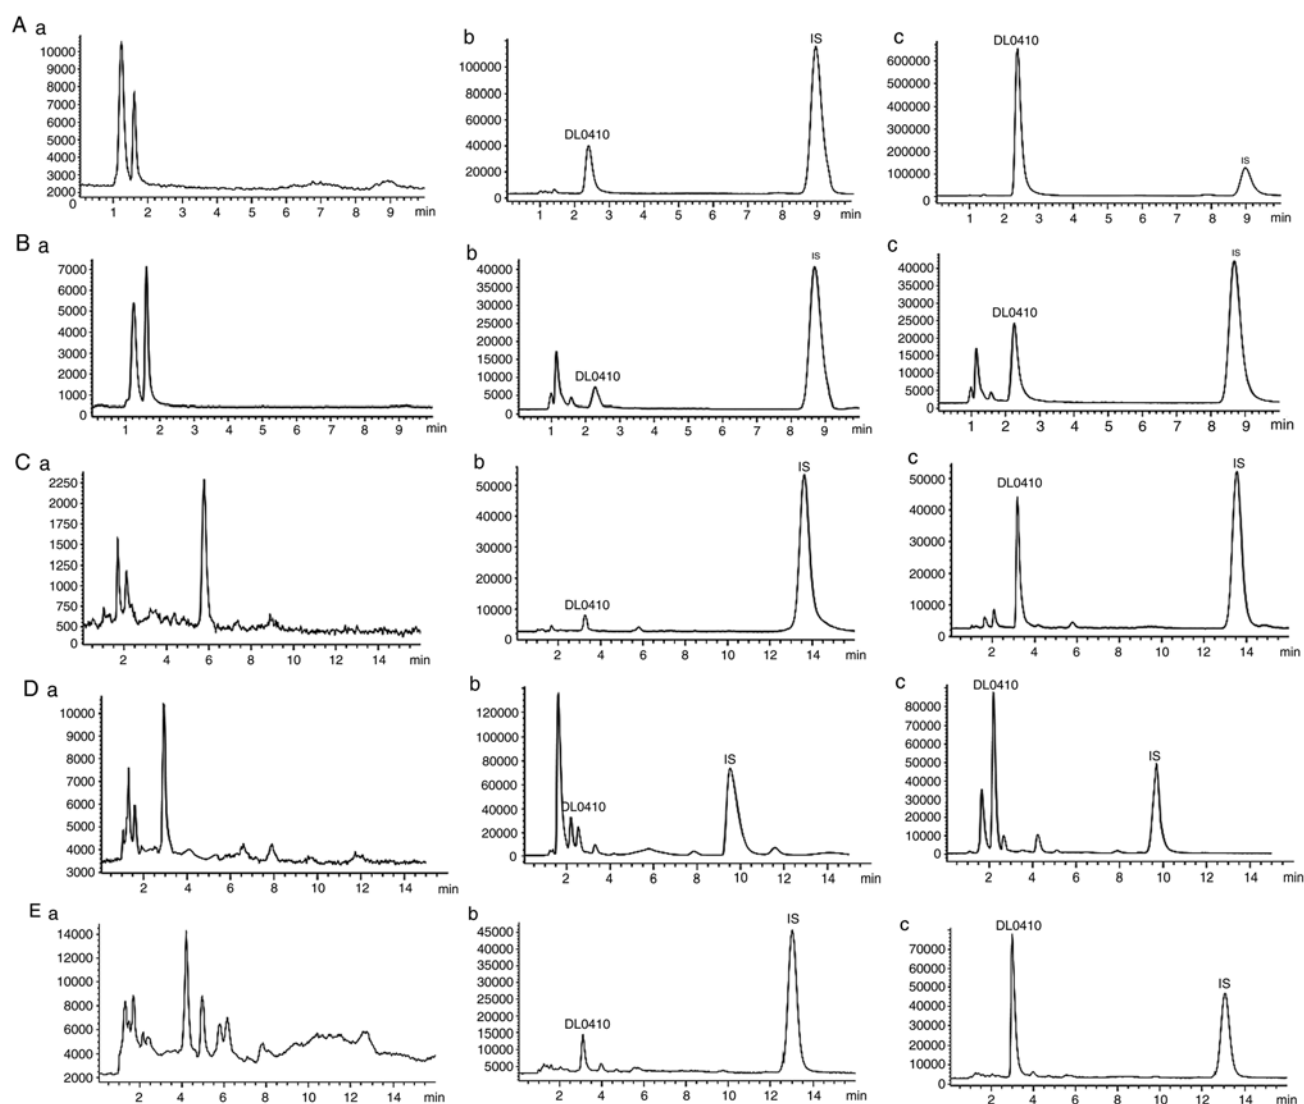 A a
10000
9000
8000
7000
6000
5000
4000
3000
2000
0
1 2 3 4 5 6 7 8 9 min
b
IS
DL0410
100000
80000
60000
40000
20000
0
1 2 3 4 5 6 7 8 9 min
c
DL0410
IS
600000
500000
400000
300000
200000
100000
0
1 2 3 4 5 6 7 8 9 min
B a
7000
6000
5000
4000
3000
2000
1000
0
1 2 3 4 5 6 7 8 9 min
b
IS
DL0410
40000
35000
30000
25000
20000
15000
10000
5000
0
1 2 3 4 5 6 7 8 9 min
c
IS
DL0410
40000
35000
30000
25000
20000
15000
10000
5000
0
1 2 3 4 5 6 7 8 9 min
C a
2250
2000
1750
1500
1250
1000
750
500
0
2 4 6 8 10 12 14 min
b
IS
DL0410
50000
40000
30000
20000
10000
0
2 4 6 8 10 12 14 min
c
IS
DL0410
50000
40000
30000
20000
10000
0
2 4 6 8 10 12 14 min
D a
10000
9000
8000
7000
6000
5000
4000
3000
2 4 6 8 10 12 14 min
b
IS
DL0410
120000
100000
80000
60000
40000
20000
0
2 4 6 8 10 12 14 min
c
DL0410
IS
80000
70000
60000
50000
40000
30000
20000
10000
0
2 4 6 8 10 12 14 min
E a
14000
12000
10000
8000
6000
4000
2000
2 4 6 8 10 12 14 min
b
IS
DL0410
45000
40000
35000
30000
25000
20000
15000
10000
5000
2 4 6 8 10 12 14 min
c
DL0410
IS
70000
60000
50000
40000
30000
20000
10000
0
2 4 6 8 10 12 14 min